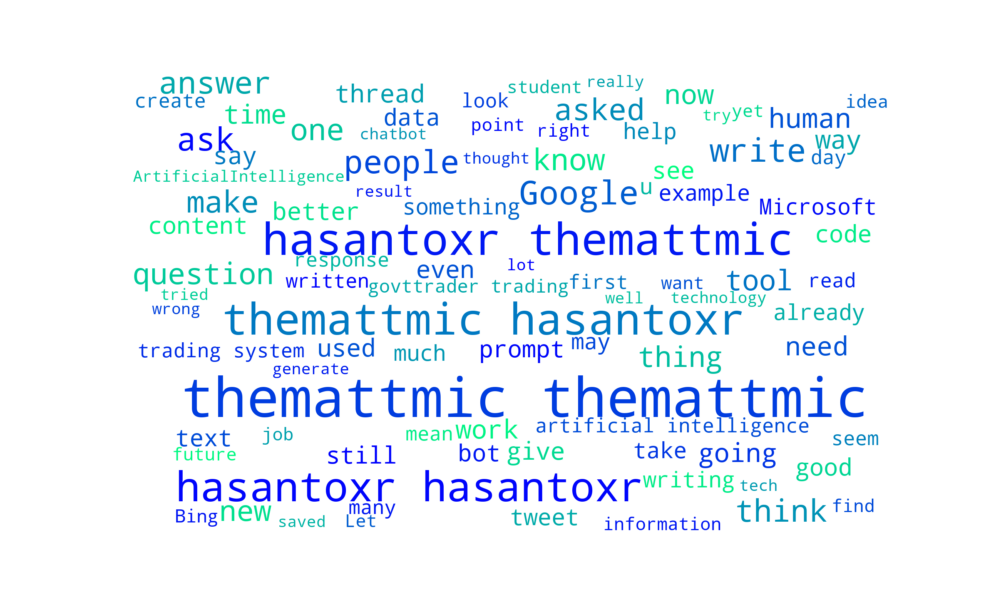 answer thread student really
create time look now idea
ask one data point asked try yet human
say chatbot right help write way
people thought know day
ArtificialIntelligence result see
make better something Google u example Microsoft
content hasantoxr themattmic code
response even lot
question written govttrader trading first want tool read
tried well technology
wrong themattmic hasantoxr already
trading system used much prompt may thing need
generate
themattmic themattmic
text job mean work artificial intelligence seem
future still bot give take going good
hasantoxr hasantoxr writing tech
Bing new saved Let many tweet information think find